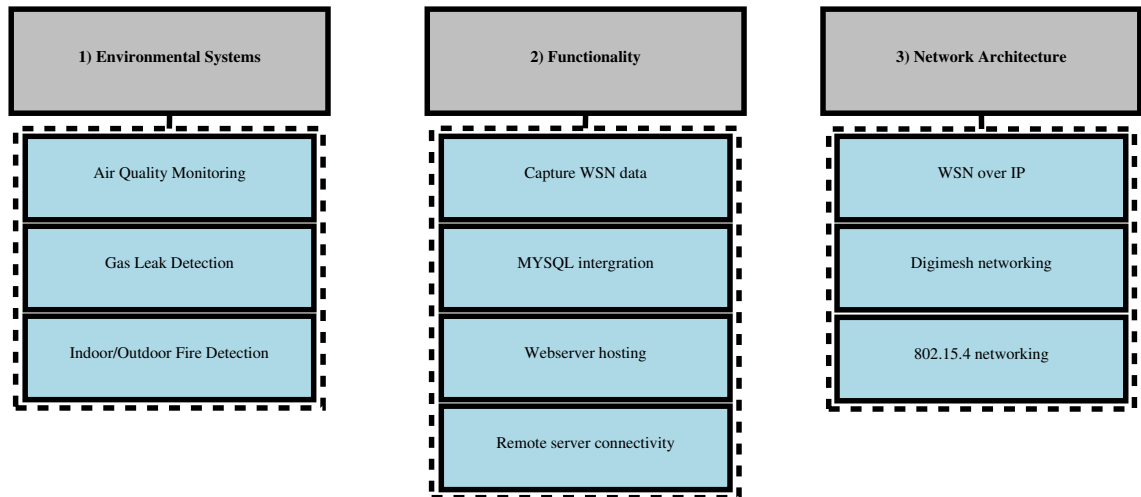 1) Environmental Systems
Air Quality Monitoring
Gas Leak Detection
Indoor/Outdoor Fire Detection
2) Functionality
Capture WSN data
MYSQL intergration
Webserver hosting
Remote server connectivity
3) Network Architecture
WSN over IP
Digimesh networking
802.15.4 networking